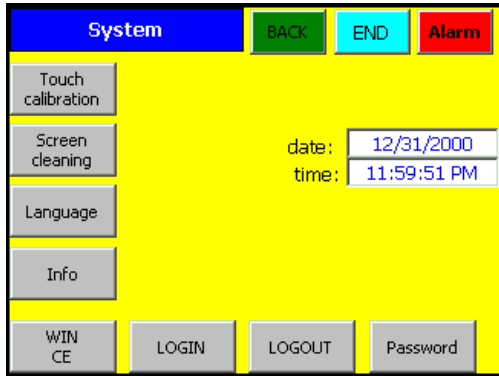 System
BACK
END
Alarm
Touch
calibration
Screen
cleaning
date: 12/31/2000
time: 11:59:51 PM
Language
Info
WIN
CE
LOGIN
LOGOUT
Password